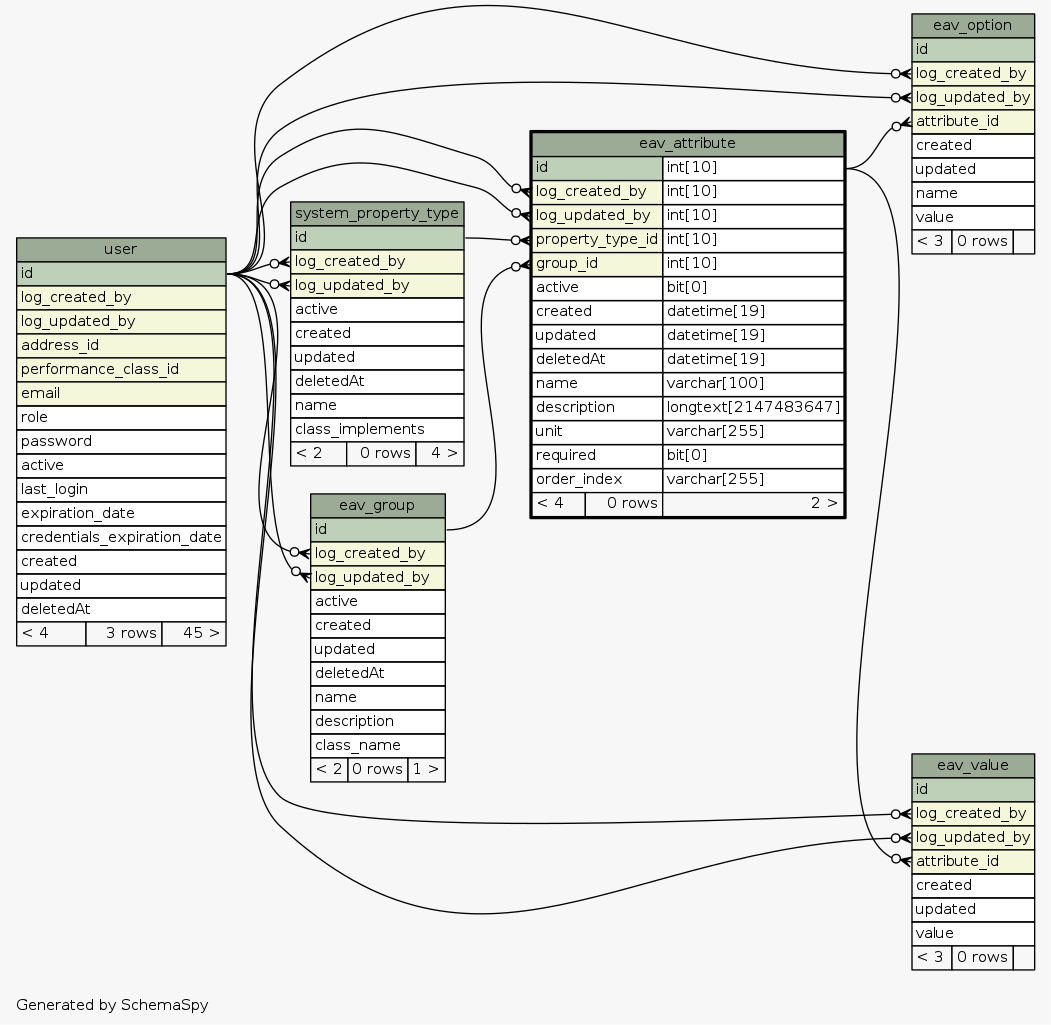 user
id
log_created_by
log_updated_by
address_id
performance_class_id
email
role
password
active
last_login
expiration_date
credentials_expiration_date
created
updated
deletedAt
< 4 3 rows 45 >
system_property_type
id
log_created_by
log_updated_by
active
created
updated
deletedAt
name
class_implements
< 2 0 rows 4 >
eav_group
id
log_created_by
log_updated_by
active
created
updated
deletedAt
name
description
class_name
< 2 0 rows 1 >
eav_attribute
id int[10]
log_created_by int[10]
log_updated_by int[10]
property_type_id int[10]
group_id int[10]
active bit[0]
created datetime[19]
updated datetime[19]
deletedAt datetime[19]
name varchar[100]
description longtext[2147483647]
unit varchar[255]
required bit[0]
order_index varchar[255]
< 4 0 rows 2 >
eav_option
id
log_created_by
log_updated_by
attribute_id
created
updated
name
value
< 3 0 rows
eav_value
id
log_created_by
log_updated_by
attribute_id
created
updated
value
< 3 0 rows
Generated by SchemaSpy